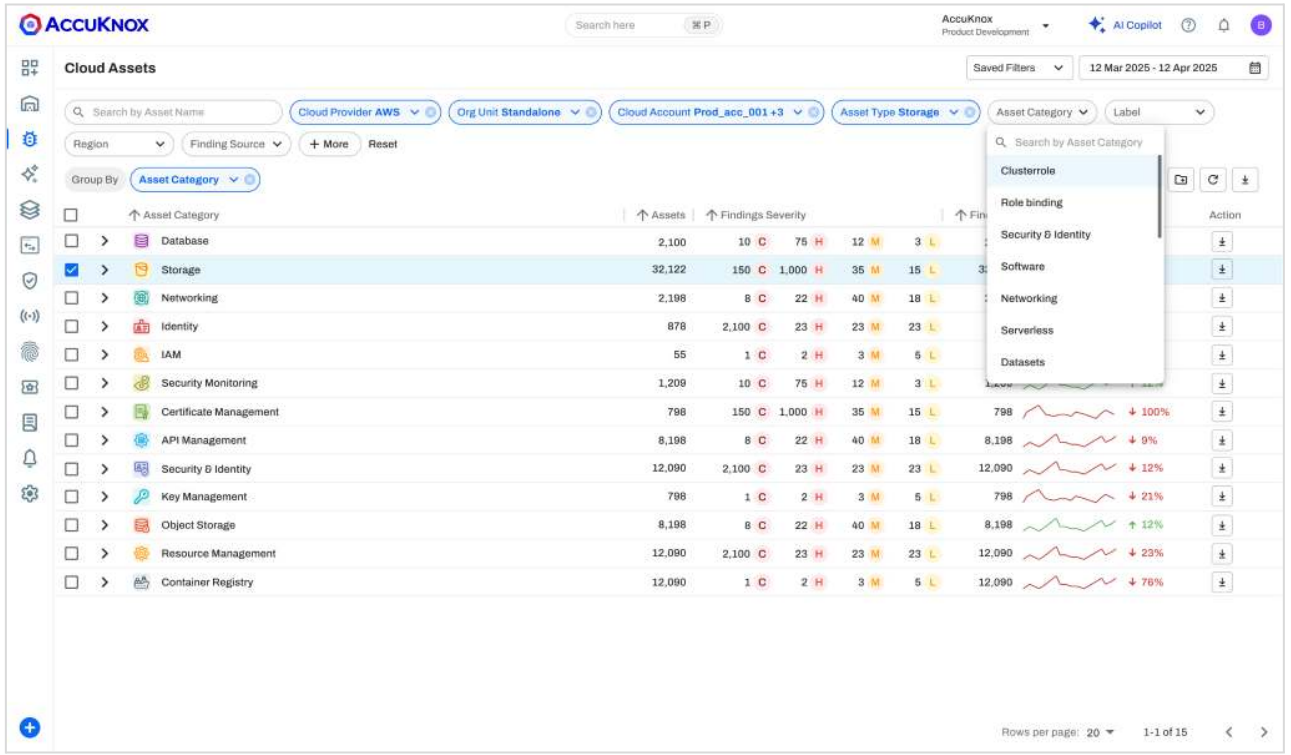 ACCUKNOX
Search here ⌘ P
AccuKnox
Product Development
AI Copilot
B
Cloud Assets
Saved Filters
12 Mar 2025 - 12 Apr 2025
Search by Asset Name
Cloud Provider AWS
Org Unit Standalone
Cloud Account Prod_acc_001 +3
Asset Type Storage
Asset Category
Label
Region
Finding Source
+ More
Reset
Search by Asset Category
Clusterrole
Role binding
Security & Identity
Software
Networking
Serverless
Datasets
Group By
Asset Category
Asset Category Assets Findings Severity Action
Database 2,100 10 C 75 H 12 M 3 L
Storage 32,122 150 C 1,000 H 35 M 15 L
Networking 2,198 8 C 22 H 40 M 18 L
Identity 878 2,100 C 23 H 23 M 23 L
IAM 55 1 C 2 H 3 M 5 L
Security Monitoring 1,209 10 C 75 H 12 M 3 L
Certificate Management 798 150 C 1,000 H 35 M 15 L 798 ↓ 100%
API Management 8,198 8 C 22 H 40 M 18 L 8,198 ↓ 9%
Security & Identity 12,090 2,100 C 23 H 23 M 23 L 12,090 ↓ 12%
Key Management 798 1 C 2 H 3 M 5 L 798 ↓ 21%
Object Storage 8,198 8 C 22 H 40 M 18 L 8,198 ↑ 12%
Resource Management 12,090 2,100 C 23 H 23 M 23 L 12,090 ↓ 23%
Container Registry 12,090 1 C 2 H 3 M 5 L 12,090 ↓ 76%
Rows per page: 20 1-1 of 15